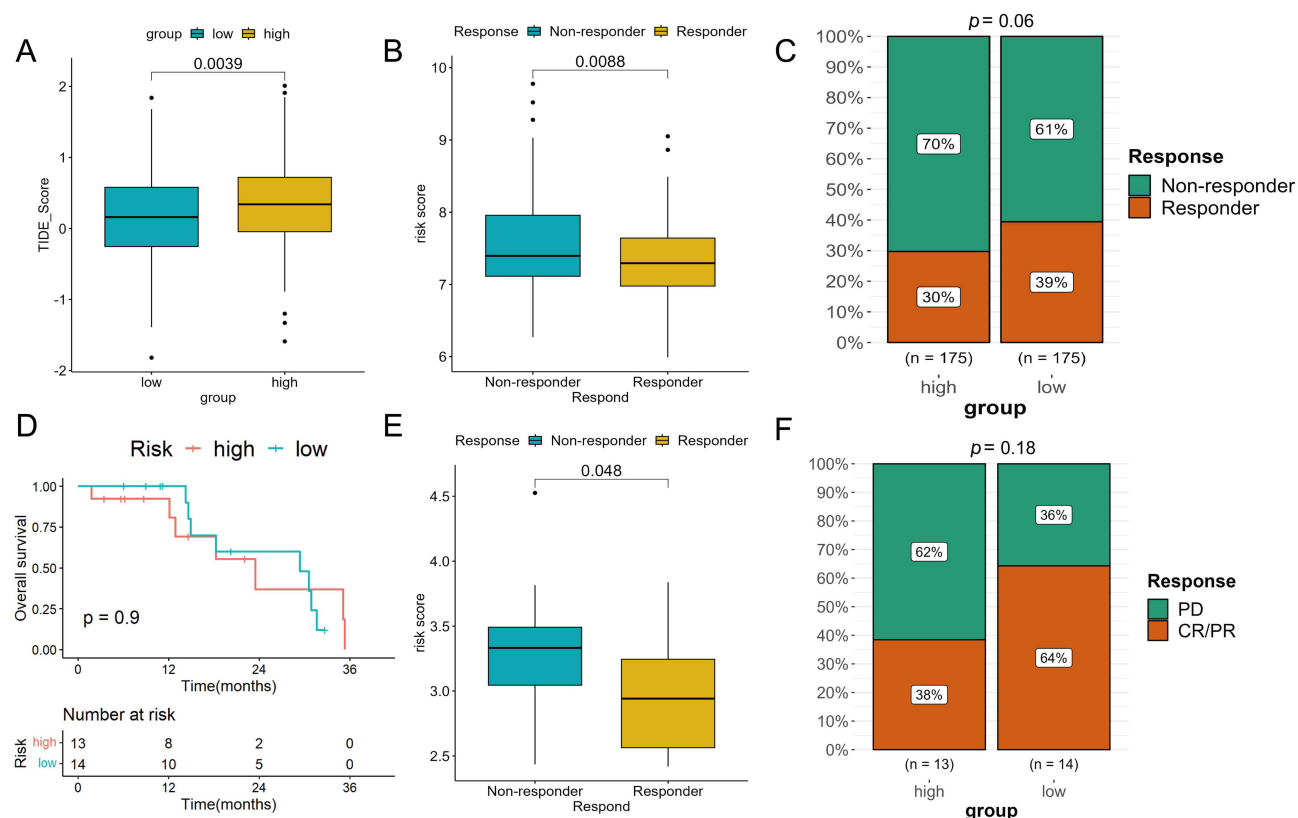 A
group low high
0.0039
TIDE_Score
2
1
0
-1
-2
low high
group
B
Response Non-responder Responder
0.0088
risk score
10
9
8
7
6
Non-responder Responder
Respond
C
p = 0.06
100%
90%
80%
70%
60%
50%
40%
30%
20%
10%
0%
70%
30%
61%
39%
(n = 175) (n = 175)
high low
group
Response
Non-responder
Responder
D
Risk high low
Overall survival
1.00
0.75
0.50
0.25
0.00
p = 0.9
0 12 24 36
Time(months)
Number at risk
Risk
high 13 8 2 0
low 14 10 5 0
0 12 24 36
Time(months)
E
Response Non-responder Responder
0.048
risk score
4.5
4.0
3.5
3.0
2.5
Non-responder Responder
Respond
F
p = 0.18
100%
90%
80%
70%
60%
50%
40%
30%
20%
10%
0%
62%
38%
36%
64%
(n = 13) (n = 14)
high low
group
Response
PD
CR/PR